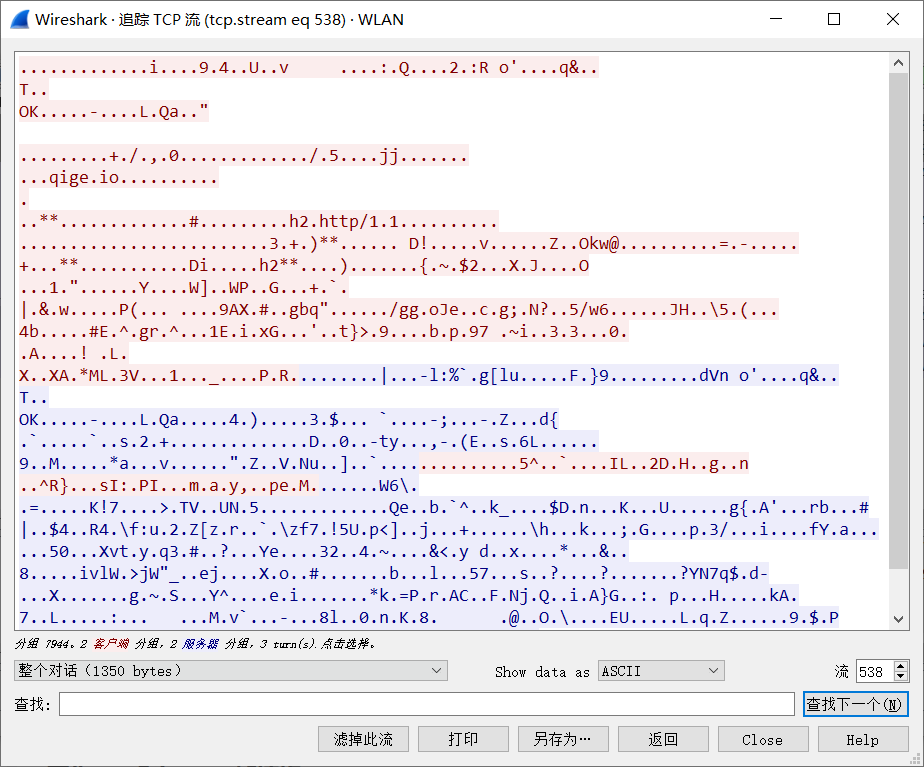 Wireshark · 追踪 TCP 流 (tcp.stream eq 538) · WLAN
.............i....9.4..U..v     ....:.Q....2.:R o'....q&..
T..
OK.....-....L.Qa.."
.........+./.,.0............./.5....jj.......
...qige.io..........
.
..**............#.........h2.http/1.1..........
.........................3.+.)**...... D!.....v......Z..Okw@..........=.-.....
+...**...........Di.....h2**....).......{.~.$2...X.J....O
...1."......Y....W]..WP..G...+.`.
|.&.w.....P(... ....9AX.#..gbq"....../gg.oJe..c.g;.N?..5/w6......JH..\5.(...
4b.....#E.^.gr.^...1E.i.xG...'..t}>.9....b.p.97 .~i..3.3...0.
.A....! .L.
X..XA.*ML.3V...1..._....P.R..........|...-l:%`.g[lu.....F.}9.........dVn o'....q&..
T..
OK.....-....L.Qa.....4.).....3.$... `....-;...-.Z...d{
.`.....`..s.2.+..............D..0..-ty...,-.(E..s.6L......
9..M.....*a...v......".Z..V.Nu..]..`..............5^..`....IL..2D.H..g..n
..^R}...sI:.PI...m.a.y,..pe.M.......W6\.
.=.....K!7....>.TV..UN.5.............Qe..b.`^..k_....$D.n...K...U......g{.A'...rb...#
|..$4..R4.\f:u.2.Z[z.r..`.\zf7.!5U.p<]..j...+......\h...k...;.G....p.3/...i....fY.a...
...50...Xvt.y.q3.#..?...Ye....32..4.~....&<.y d..x....*...&..
8.....ivlW.>jW"_..ej....X.o..#.......b...l...57...s..?....?.......?YN7q$.d-
...X.......g.~.S...Y^....e.i.......*k.=P.r.AC..F.Nj.Q..i.A}G..:. p...H.....kA.
7..L.....:...   ...M.v`...-...8l..0.n.K.8.      .@..O.\....EU.....L.q.Z......9.$.P
分组 7944。2 客户端 分组，2 服务器 分组，3 turn(s).点击选择。
整个对话（1350 bytes）
Show data as
ASCII
流
538
查找:
查找下一个(N)
滤掉此流
打印
另存为…
返回
Close
Help